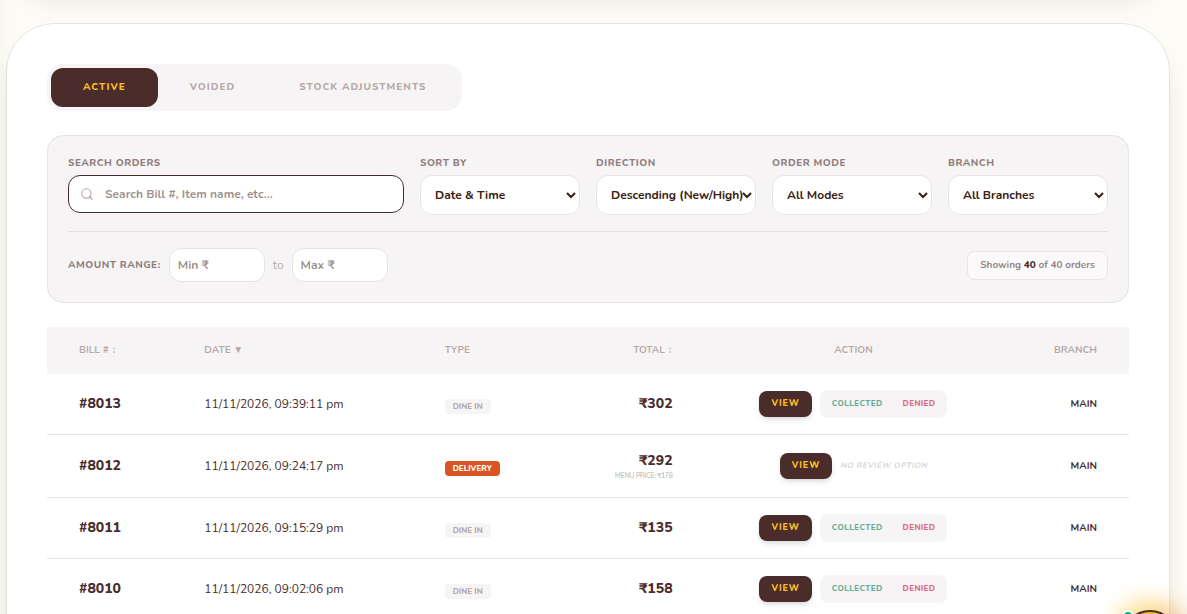 ACTIVE VOIDED STOCK ADJUSTMENTS
SEARCH ORDERS SORT BY DIRECTION ORDER MODE BRANCH
Search Bill #, Item name, etc... Date & Time Descending (New/High) All Modes All Branches
AMOUNT RANGE: Min ₹ to Max ₹ Showing 40 of 40 orders
BILL # ↕ DATE ▼ TYPE TOTAL ↕ ACTION BRANCH
#8013 11/11/2026, 09:39:11 pm DINE IN ₹302 VIEW COLLECTED DENIED MAIN
#8012 11/11/2026, 09:24:17 pm DELIVERY ₹292 VIEW NO REVIEW OPTION MAIN
MENU PRICE: ₹178
#8011 11/11/2026, 09:15:29 pm DINE IN ₹135 VIEW COLLECTED DENIED MAIN
#8010 11/11/2026, 09:02:06 pm DINE IN ₹158 VIEW COLLECTED DENIED MAIN